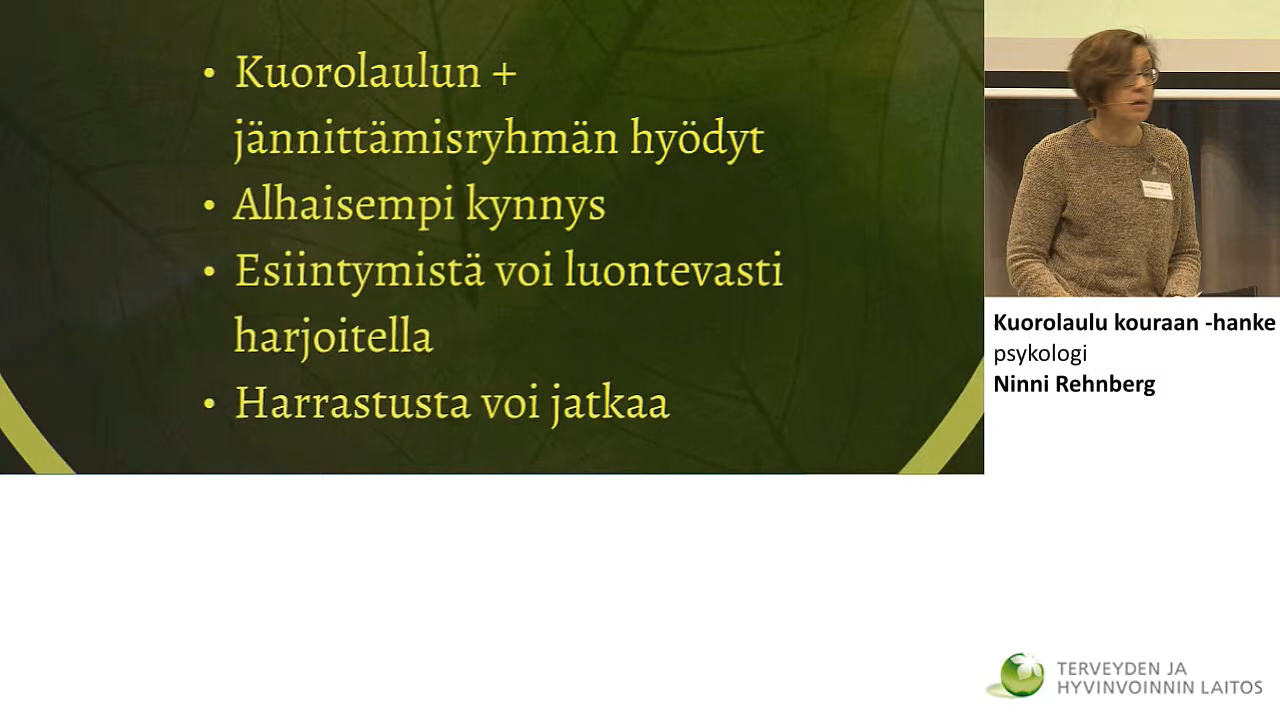 • Kuorolaulun +
jännittämisryhmän hyödyt
• Alhaisempi kynnys
• Esiintymistä voi luontevasti
harjoitella
• Harrastusta voi jatkaa
Kuorolaulu kouraan -hanke
psykologi
Ninni Rehnberg
TERVEYDEN JA
HYVINVOINNIN LAITOS